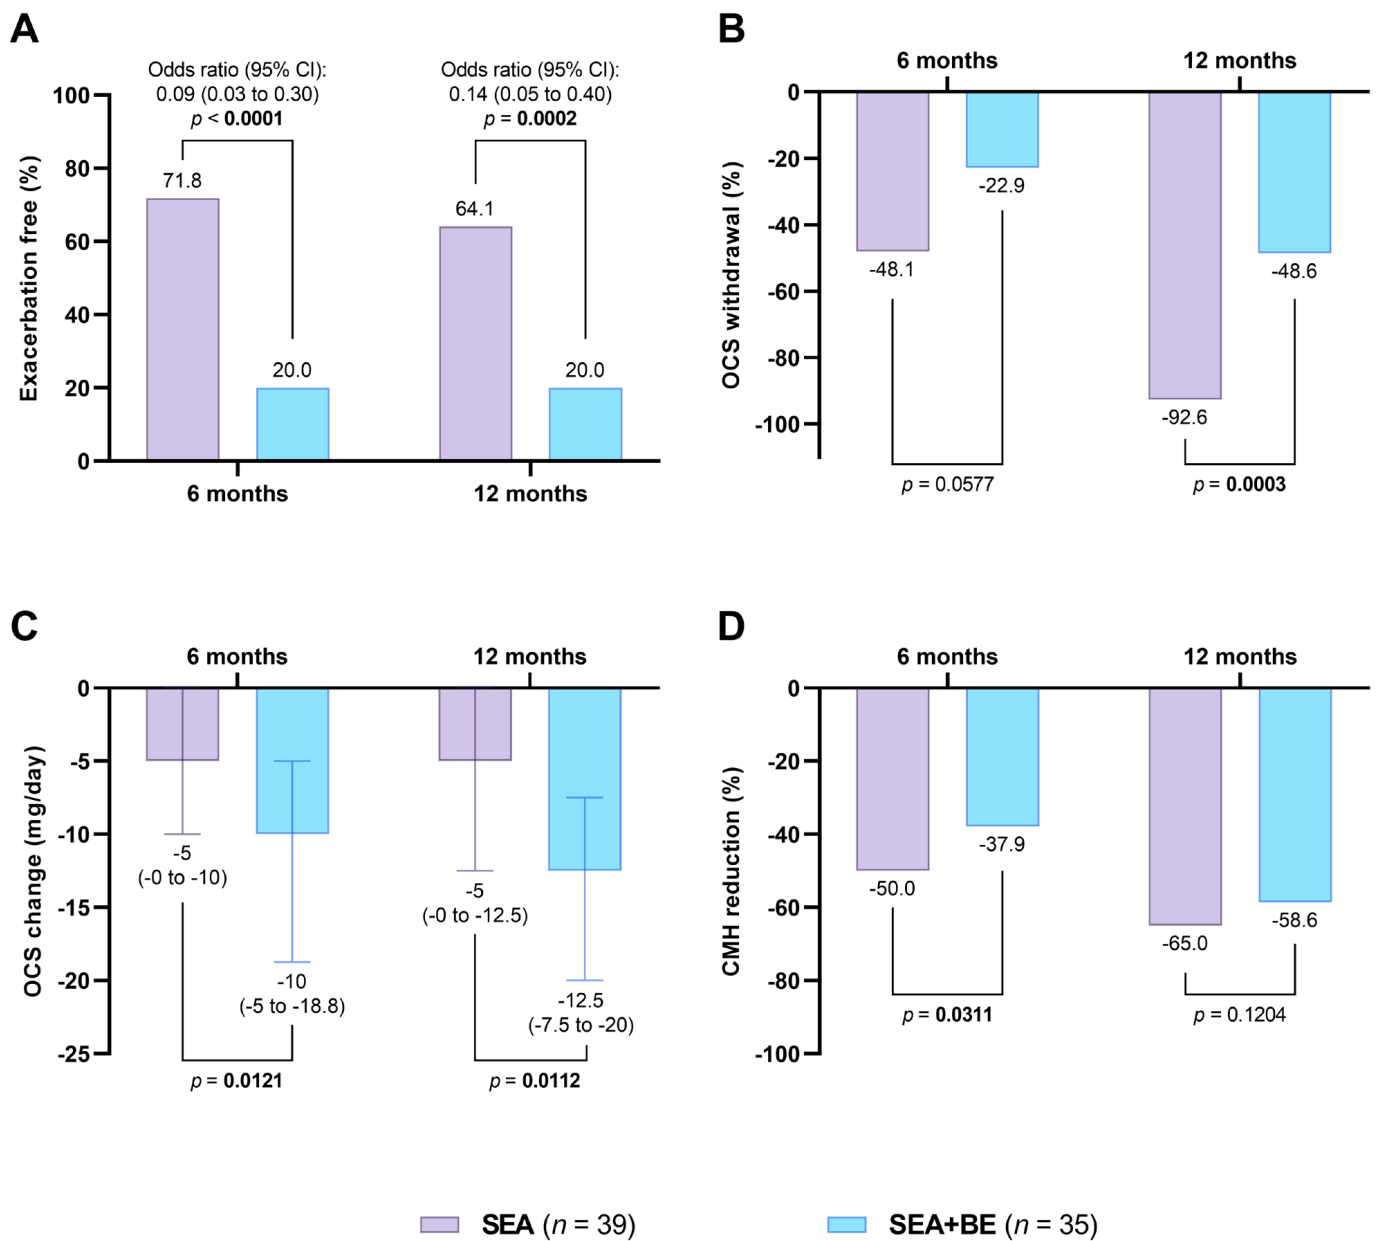 A
Odds ratio (95% CI):
0.09 (0.03 to 0.30)
p < 0.0001
Odds ratio (95% CI):
0.14 (0.05 to 0.40)
p = 0.0002
Exacerbation free (%)
100
80
60
40
20
0
71.8
20.0
64.1
20.0
6 months
12 months
B
6 months
12 months
OCS withdrawal (%)
0
-20
-40
-60
-80
-100
-48.1
-22.9
-92.6
-48.6
p = 0.0577
p = 0.0003
C
6 months
12 months
OCS change (mg/day)
0
-5
-10
-15
-20
-25
-5
(-0 to -10)
-10
(-5 to -18.8)
-5
(-0 to -12.5)
-12.5
(-7.5 to -20)
p = 0.0121
p = 0.0112
D
6 months
12 months
CMH reduction (%)
0
-20
-40
-60
-80
-100
-50.0
-37.9
-65.0
-58.6
p = 0.0311
p = 0.1204
SEA (n = 39)
SEA+BE (n = 35)